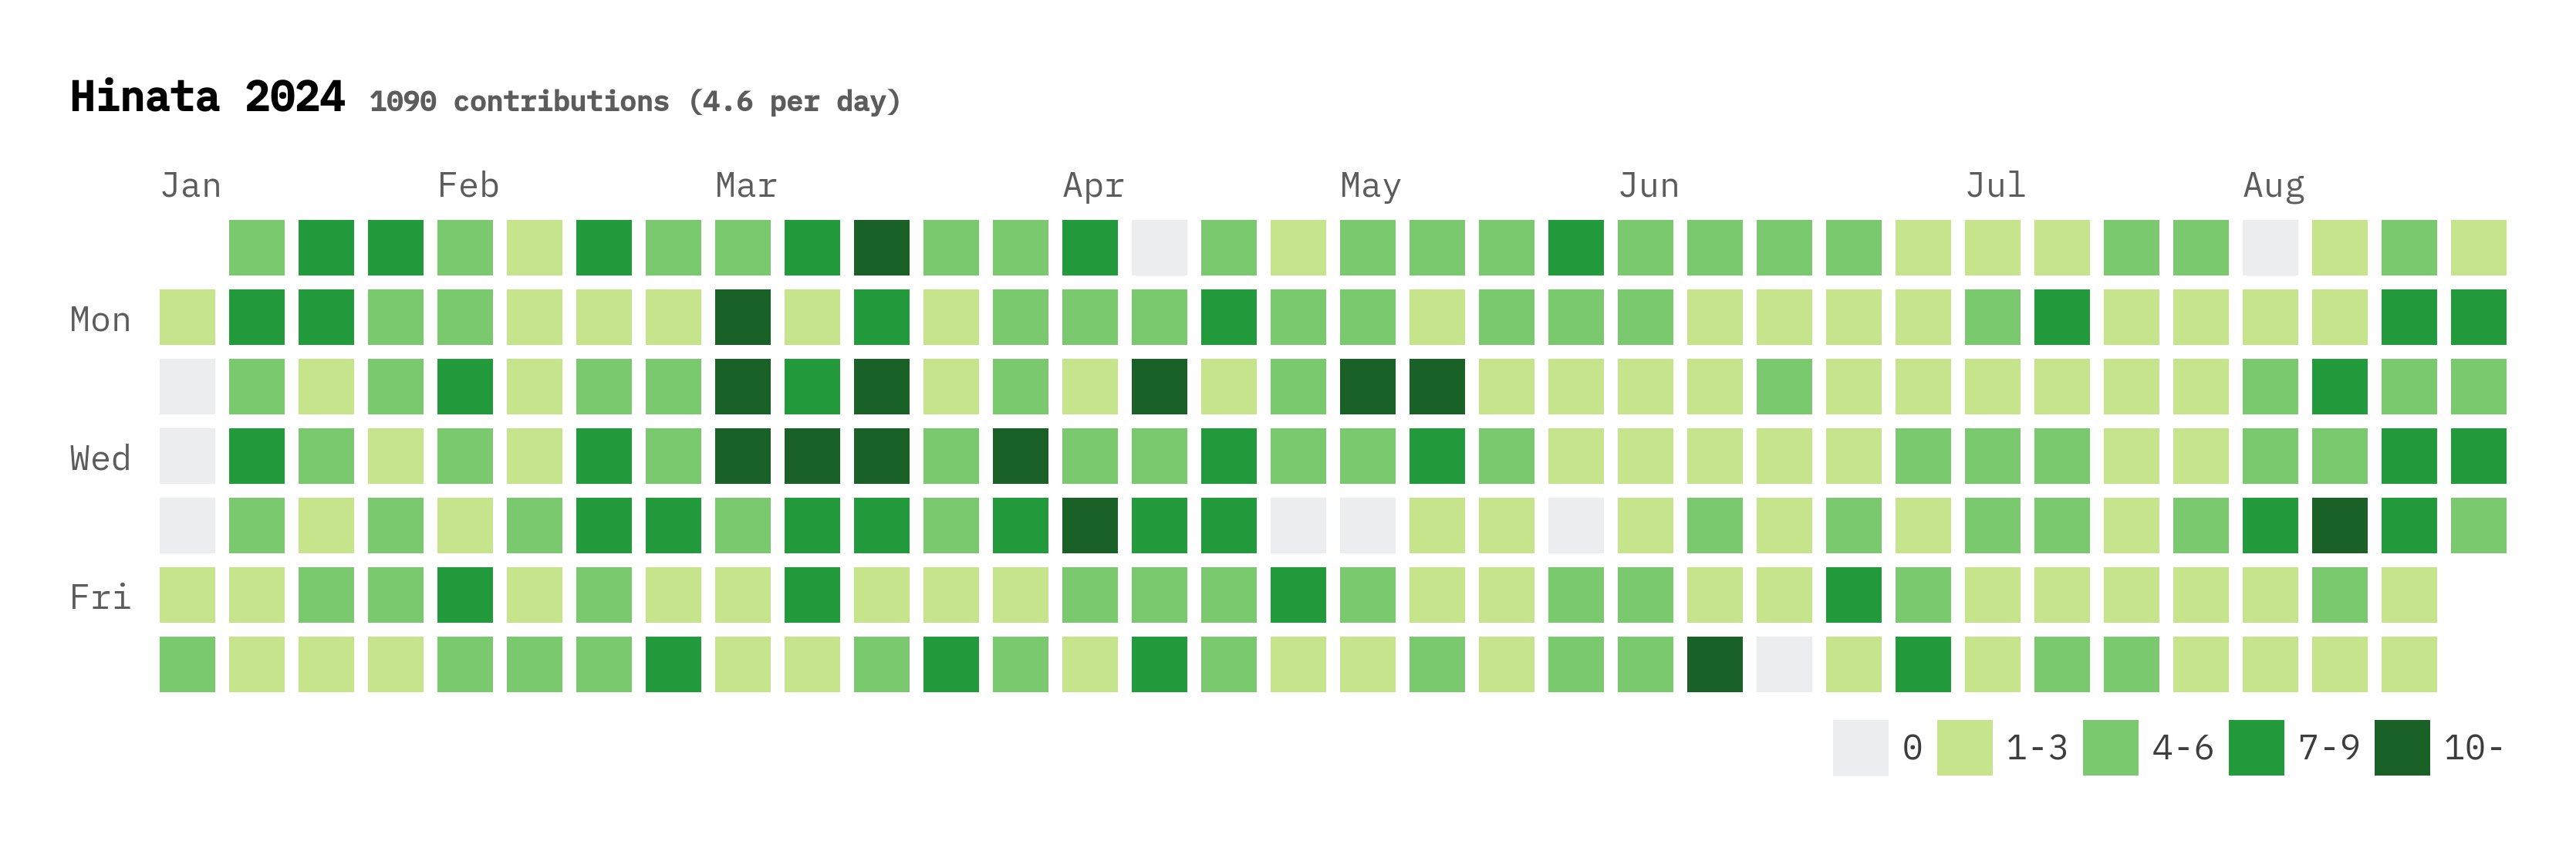 Hinata 2024 1090 contributions (4.6 per day)
Jan Feb Mar Apr May Jun Jul Aug
Mon
Wed
Fri
0 1-3 4-6 7-9 10-